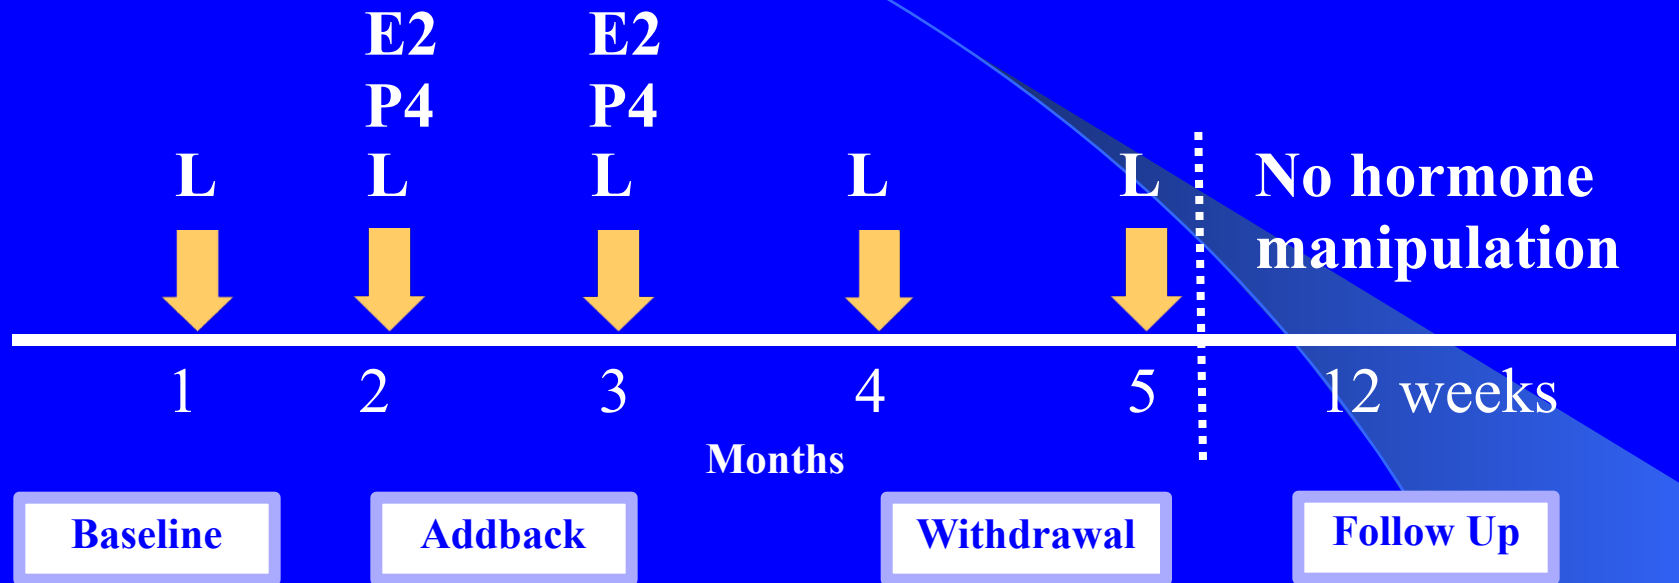 E2 E2
P4 P4
L L L L L No hormone
manipulation
1 2 3 4 5 12 weeks
Months
Baseline Addback Withdrawal Follow Up